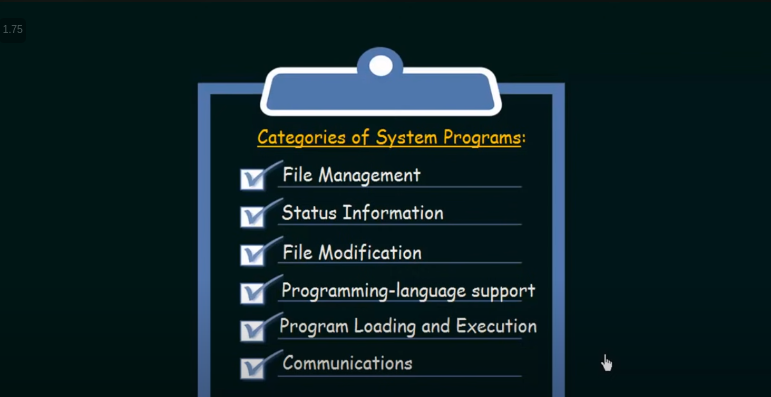 1.75
Categories of System Programs:
File Management
Status Information
File Modification
Programming-language support
Program Loading and Execution
Communications